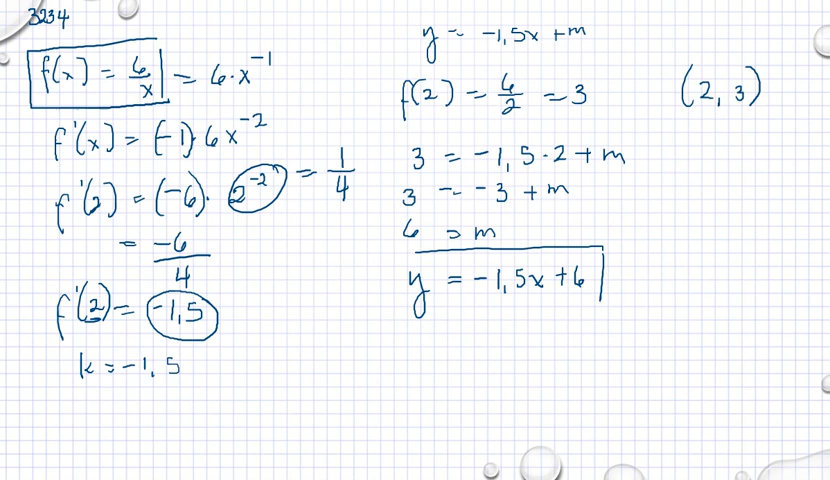 3234
f(x) = 6/x = 6·x⁻¹
f'(x) = (-1)·6x⁻²
f'(2) = (-6)·2⁻² = 1/4
= -6/4
f'(2) = -1,5
k = -1,5
y = -1,5x + m
f(2) = 6/2 = 3 (2, 3)
3 = -1,5·2 + m
3 = -3 + m
6 = m
y = -1,5x + 6